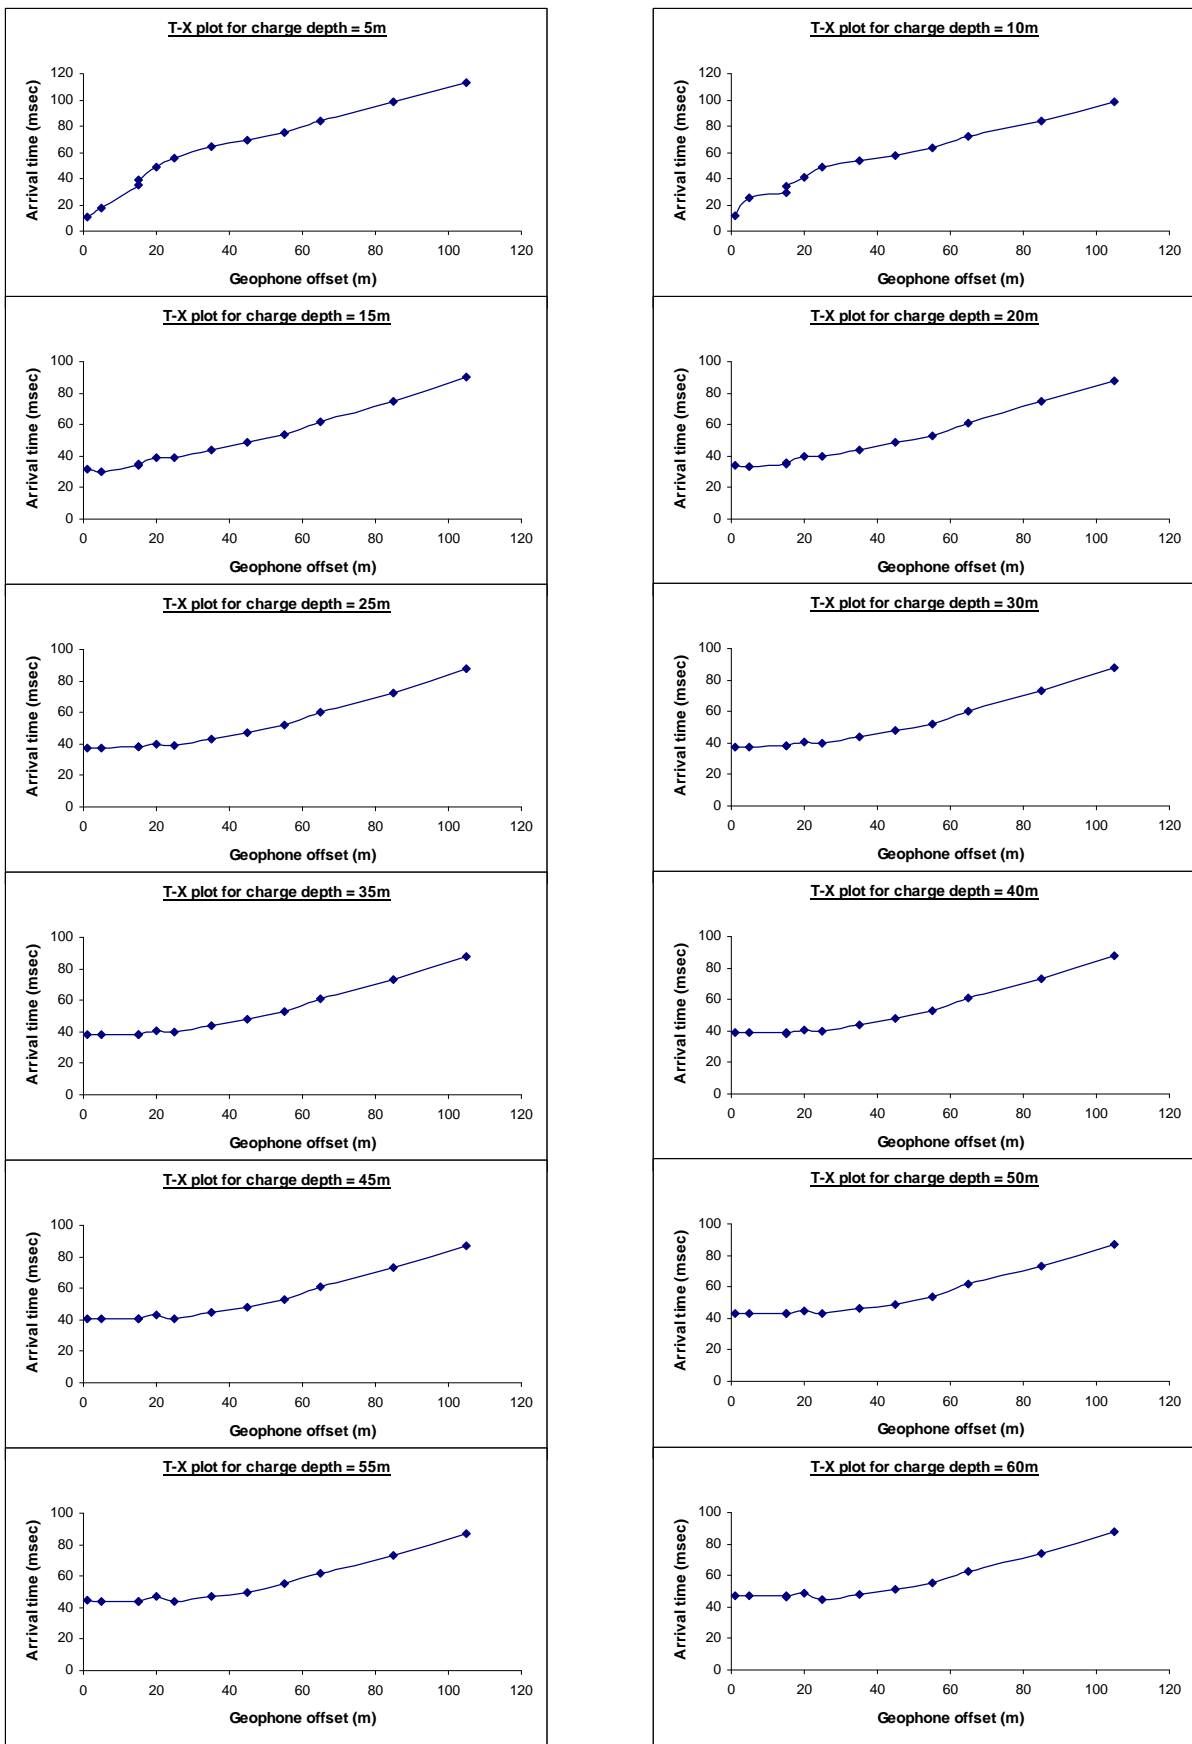 T-X plot for charge depth = 5m
Arrival time (msec)
120
100
80
60
40
20
0
0 20 40 60 80 100 120
Geophone offset (m)
T-X plot for charge depth = 10m
Arrival time (msec)
120
100
80
60
40
20
0
0 20 40 60 80 100 120
Geophone offset (m)
T-X plot for charge depth = 15m
Arrival time (msec)
100
80
60
40
20
0
0 20 40 60 80 100 120
Geophone offset (m)
T-X plot for charge depth = 20m
Arrival time (msec)
100
80
60
40
20
0
0 20 40 60 80 100 120
Geophone offset (m)
T-X plot for charge depth = 25m
Arrival time (msec)
100
80
60
40
20
0
0 20 40 60 80 100 120
Geophone offset (m)
T-X plot for charge depth = 30m
Arrival time (msec)
100
80
60
40
20
0
0 20 40 60 80 100 120
Geophone offset (m)
T-X plot for charge depth = 35m
Arrival time (msec)
100
80
60
40
20
0
0 20 40 60 80 100 120
Geophone offset (m)
T-X plot for charge depth = 40m
Arrival time (msec)
100
80
60
40
20
0
0 20 40 60 80 100 120
Geophone offset (m)
T-X plot for charge depth = 45m
Arrival time (msec)
100
80
60
40
20
0
0 20 40 60 80 100 120
Geophone offset (m)
T-X plot for charge depth = 50m
Arrival time (msec)
100
80
60
40
20
0
0 20 40 60 80 100 120
Geophone offset (m)
T-X plot for charge depth = 55m
Arrival time (msec)
100
80
60
40
20
0
0 20 40 60 80 100 120
Geophone offset (m)
T-X plot for charge depth = 60m
Arrival time (msec)
100
80
60
40
20
0
0 20 40 60 80 100 120
Geophone offset (m)